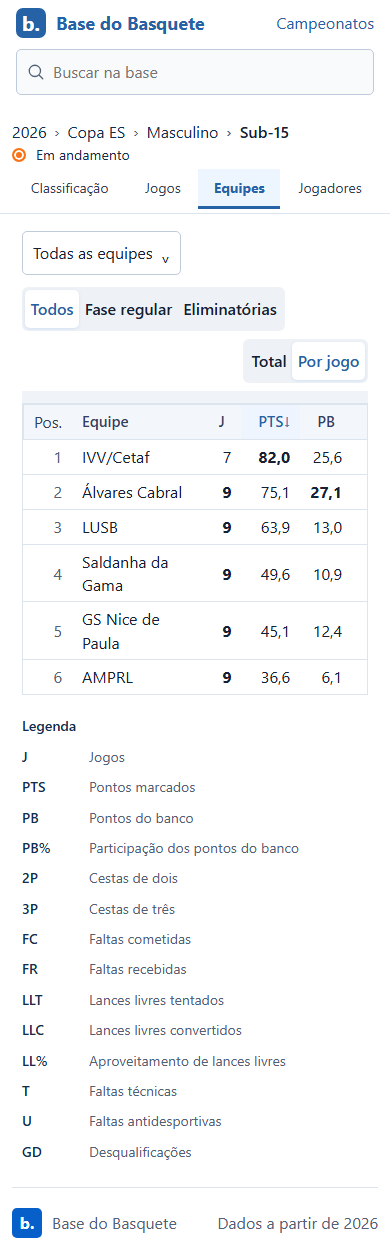 b. Base do Basquete Campeonatos
Buscar na base
2026 › Copa ES › Masculino › Sub-15
Em andamento
Classificação Jogos Equipes Jogadores
Todas as equipes
Todos Fase regular Eliminatórias
Total Por jogo
Pos. Equipe J PTS↓ PB
1 IVV/Cetaf 7 82,0 25,6
2 Álvares Cabral 9 75,1 27,1
3 LUSB 9 63,9 13,0
4 Saldanha da Gama 9 49,6 10,9
5 GS Nice de Paula 9 45,1 12,4
6 AMPRL 9 36,6 6,1
Legenda
J Jogos
PTS Pontos marcados
PB Pontos do banco
PB% Participação dos pontos do banco
2P Cestas de dois
3P Cestas de três
FC Faltas cometidas
FR Faltas recebidas
LLT Lances livres tentados
LLC Lances livres convertidos
LL% Aproveitamento de lances livres
T Faltas técnicas
U Faltas antidesportivas
GD Desqualificações
b. Base do Basquete Dados a partir de 2026